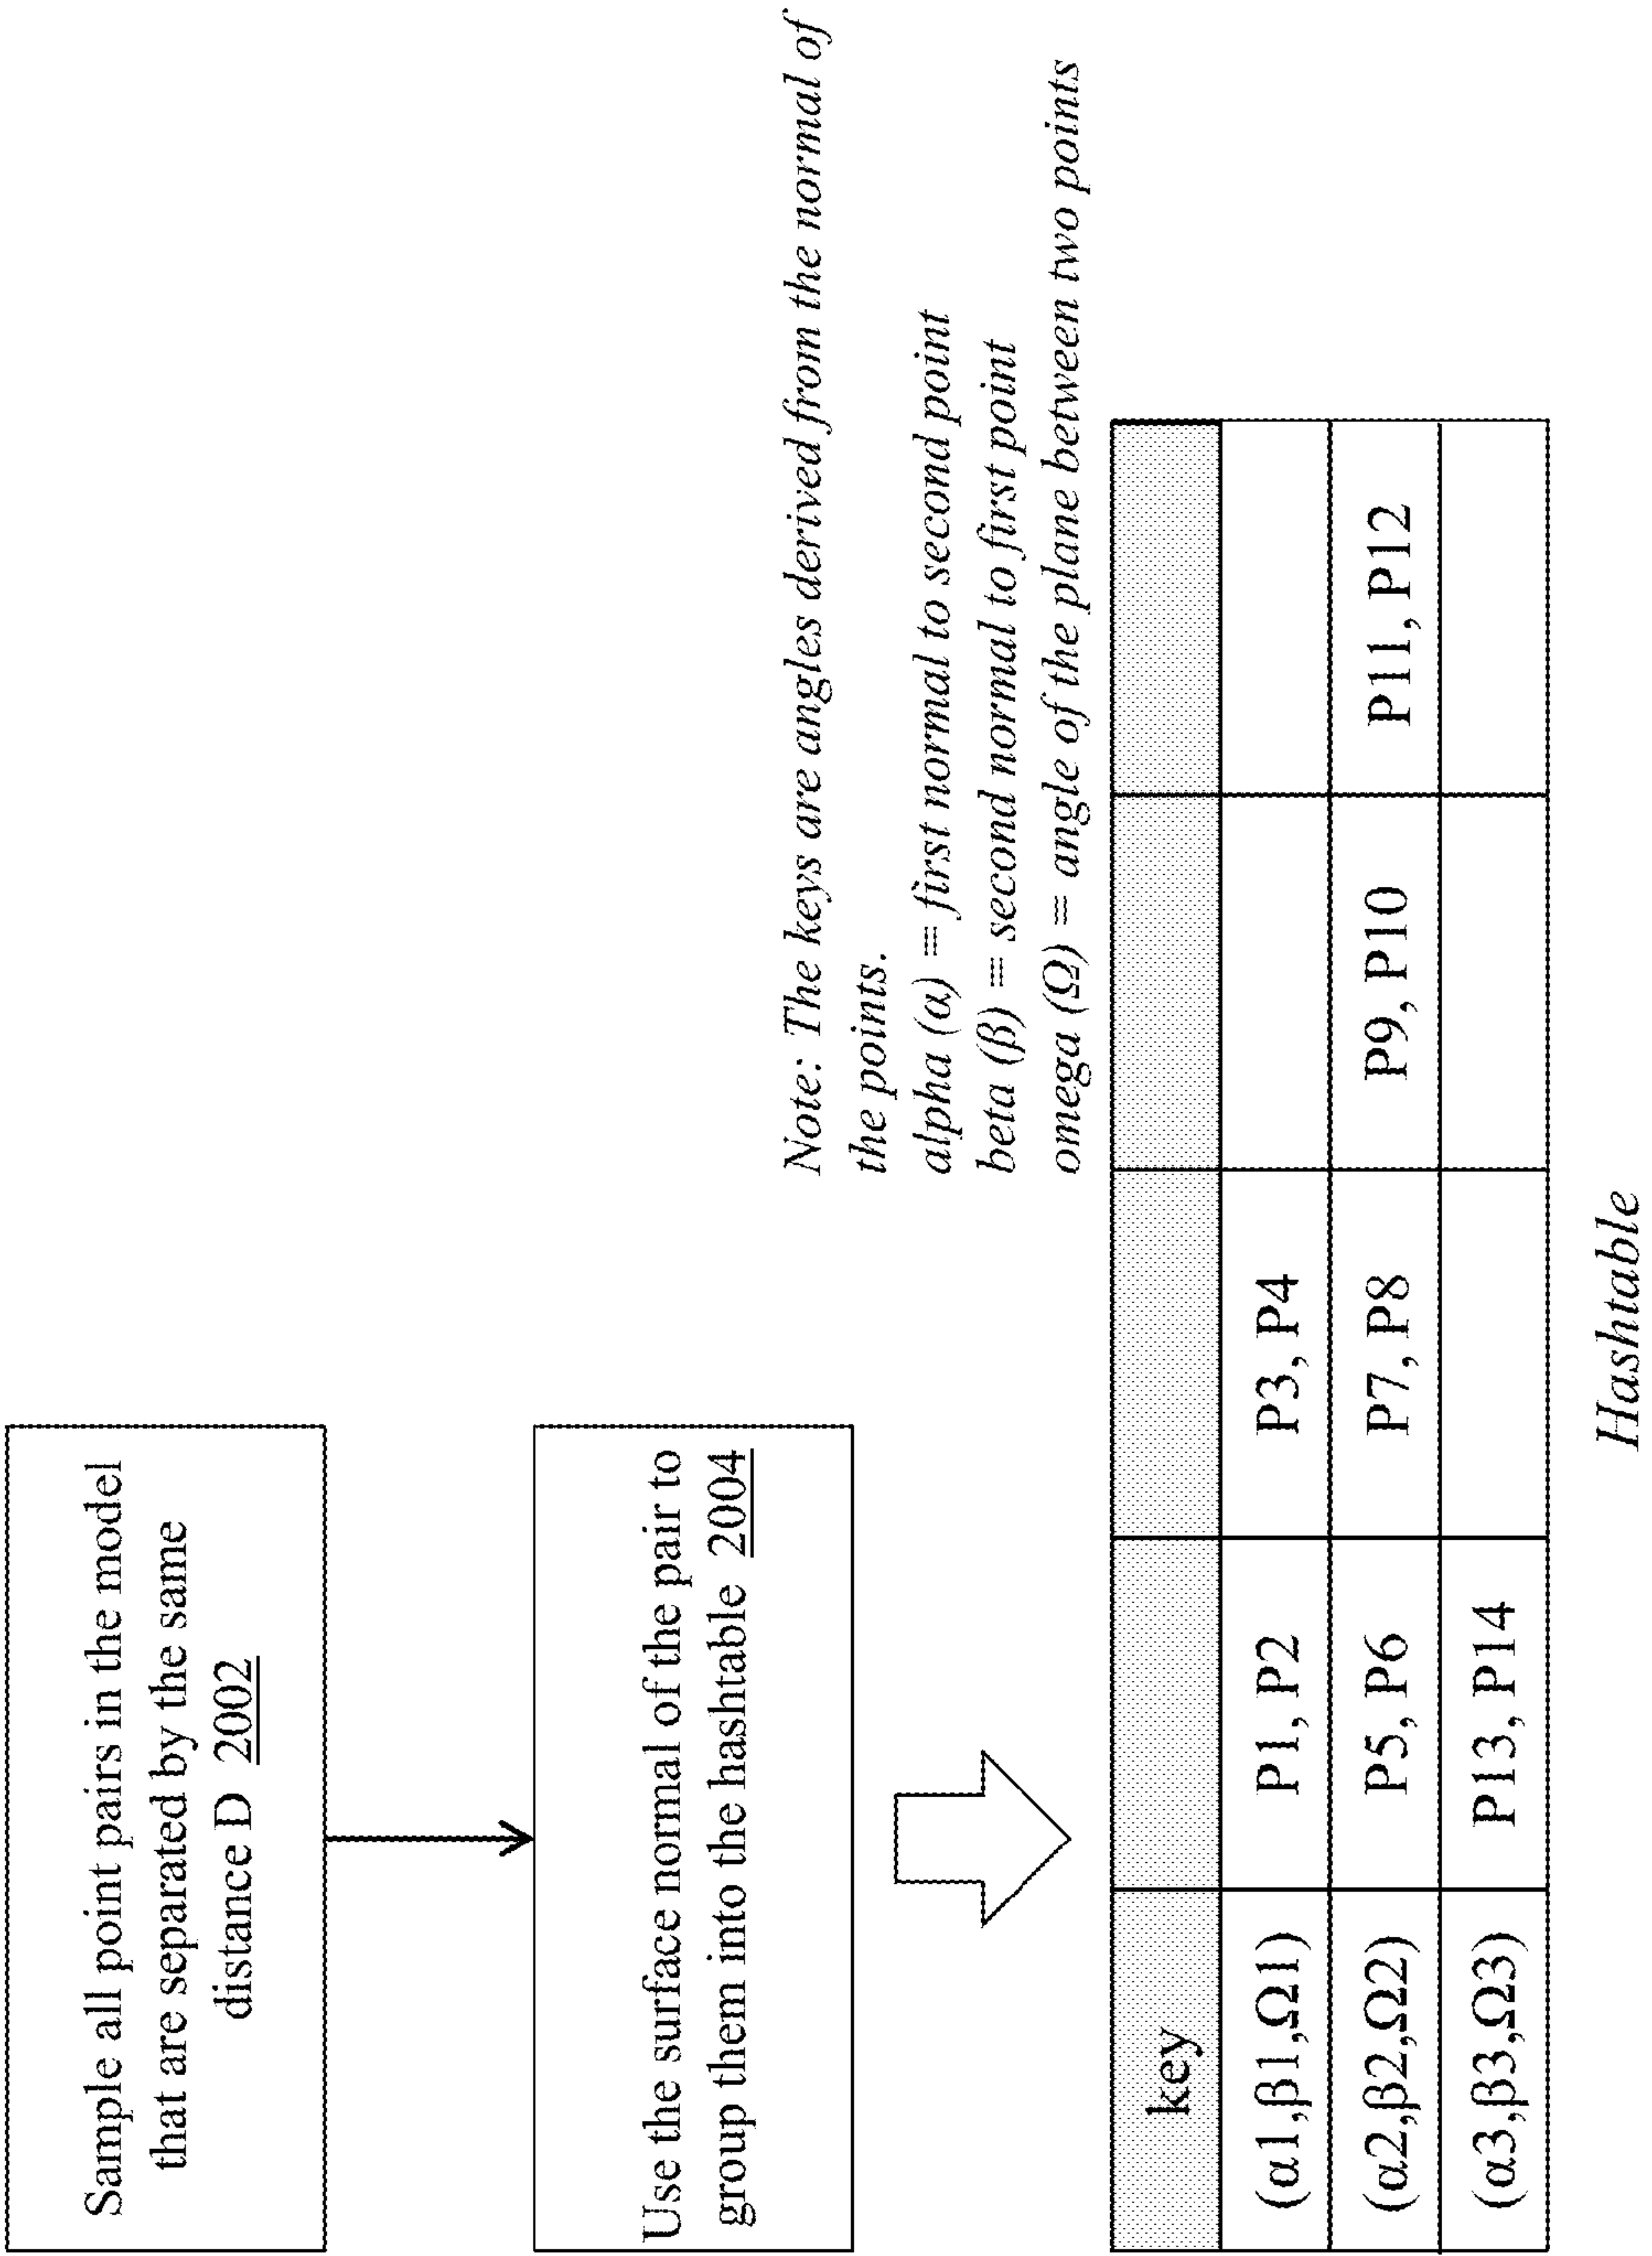 Sample all point pairs in the model
that are separated by the same
distance D 2002
Use the surface normal of the pair to
group them into the hashtable 2004
Note: The keys are angles derived from the normal of
the points.
alpha (α) = first normal to second point
beta (β) = second normal to first point
omega (Ω) = angle of the plane between two points
key
(α1,β1,Ω1) P1, P2 P3, P4
(α2,β2,Ω2) P5, P6 P7, P8 P9, P10 P11, P12
(α3,β3,Ω3) P13, P14
Hashtable